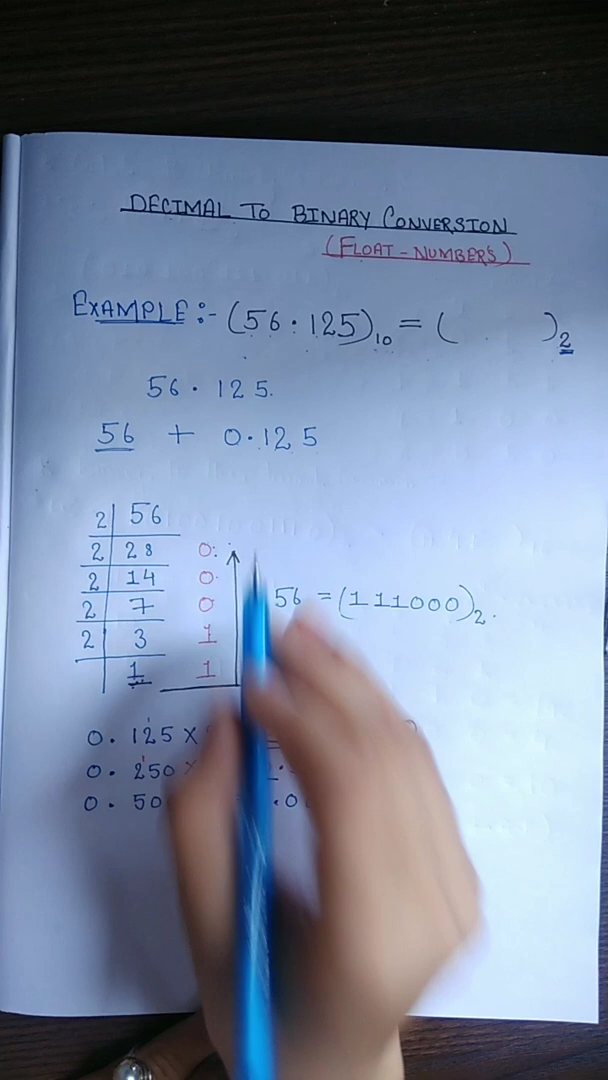 DECIMAL TO BINARY CONVERSION
(FLOAT - NUMBER'S)
EXAMPLE :- (56.125)10 = ( . )2
56.125.
56 + 0.125
2 56
2 28 0
2 14 0
2 7 0
2 3 1
1 1
56 = (111000)2.
0.125 X
0.250
0.50